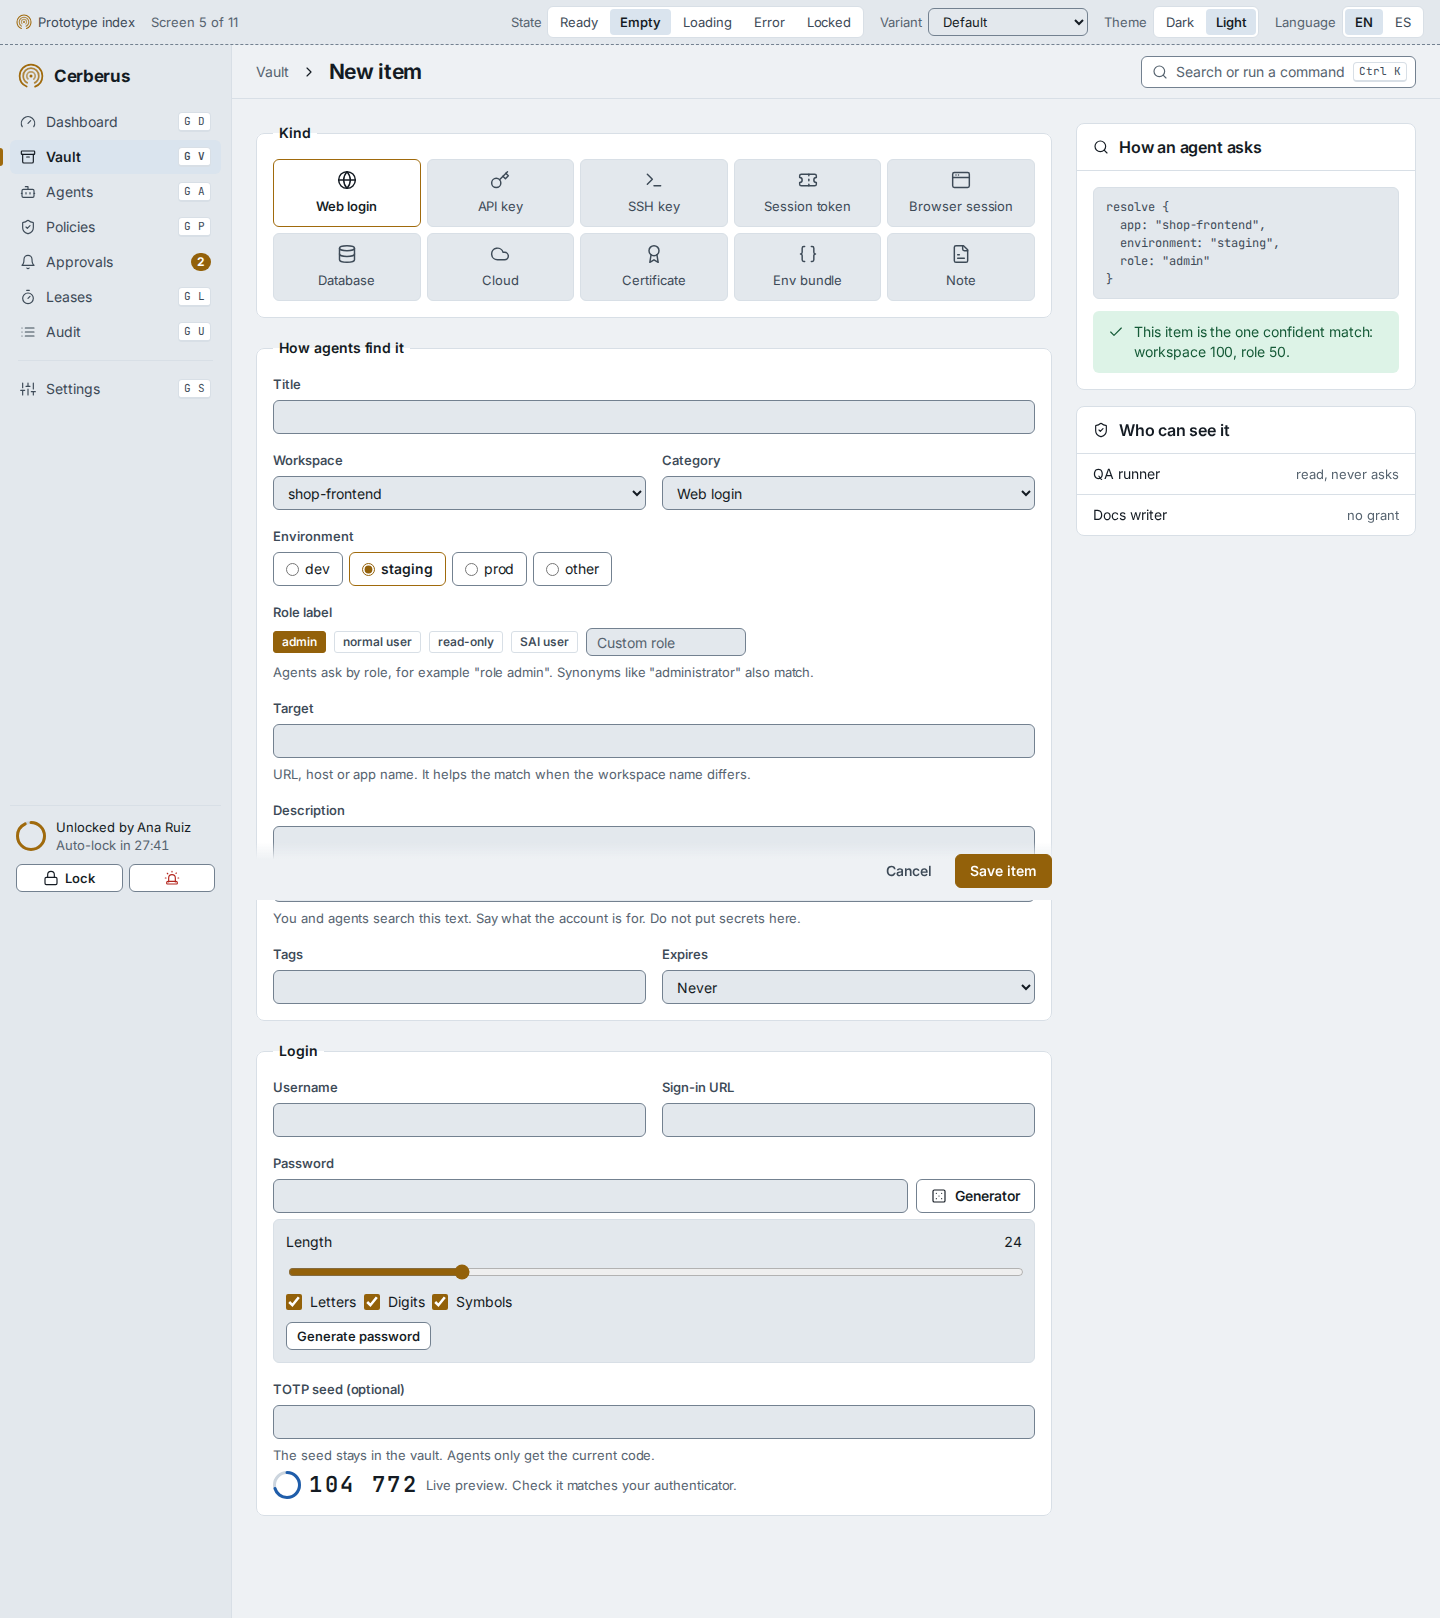 Prototype index
Screen 5 of 11
State
Ready
Empty
Loading
Error
Locked
Variant
Default
Theme
Dark
Light
Language
EN
ES
Cerberus
Dashboard
G D
Vault
G V
Agents
G A
Policies
G P
Approvals
2
Leases
G L
Audit
G U
Settings
G S
Unlocked by Ana Ruiz
Auto-lock in 27:41
Lock
Vault
New item
Search or run a command
Ctrl K
Kind
Web login
API key
SSH key
Session token
Browser session
Database
Cloud
Certificate
Env bundle
Note
How agents find it
Title
Workspace
Category
shop-frontend
Web login
Environment
dev
staging
prod
other
Role label
admin
normal user
read-only
SAI user
Custom role
Agents ask by role, for example "role admin". Synonyms like "administrator" also match.
Target
URL, host or app name. It helps the match when the workspace name differs.
Description
Cancel
Save item
You and agents search this text. Say what the account is for. Do not put secrets here.
Tags
Expires
Never
Login
Username
Sign-in URL
Password
Generator
Length
24
Letters
Digits
Symbols
Generate password
TOTP seed (optional)
The seed stays in the vault. Agents only get the current code.
104 772
Live preview. Check it matches your authenticator.
How an agent asks
resolve {
app: "shop-frontend",
environment: "staging",
role: "admin"
}
This item is the one confident match:
workspace 100, role 50.
Who can see it
QA runner
read, never asks
Docs writer
no grant